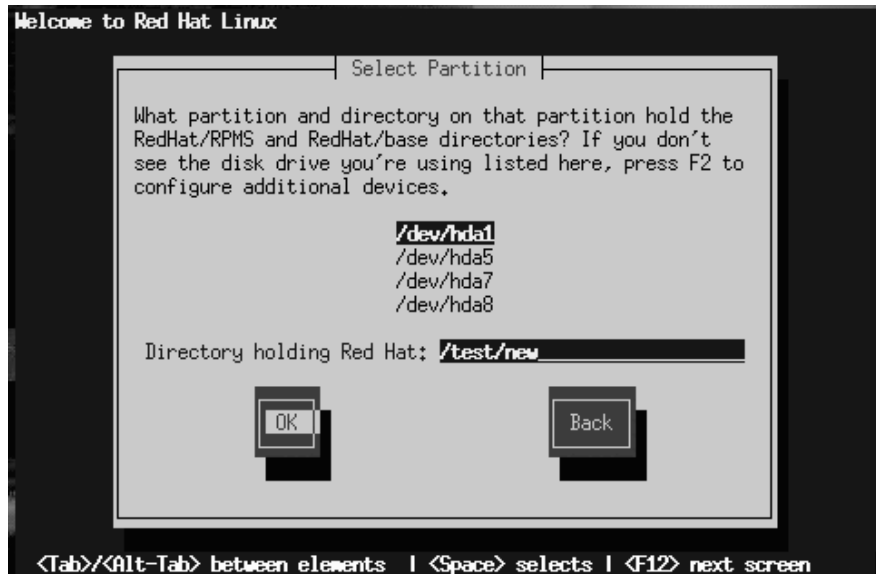 Welcome to Red Hat Linux
Select Partition
What partition and directory on that partition hold the
RedHat/RPMS and RedHat/base directories? If you don't
see the disk drive you're using listed here, press F2 to
configure additional devices.
/dev/hda1
/dev/hda5
/dev/hda7
/dev/hda8
Directory holding Red Hat: /test/new
OK Back
<Tab>/<Alt-Tab> between elements | <Space> selects | <F12> next screen